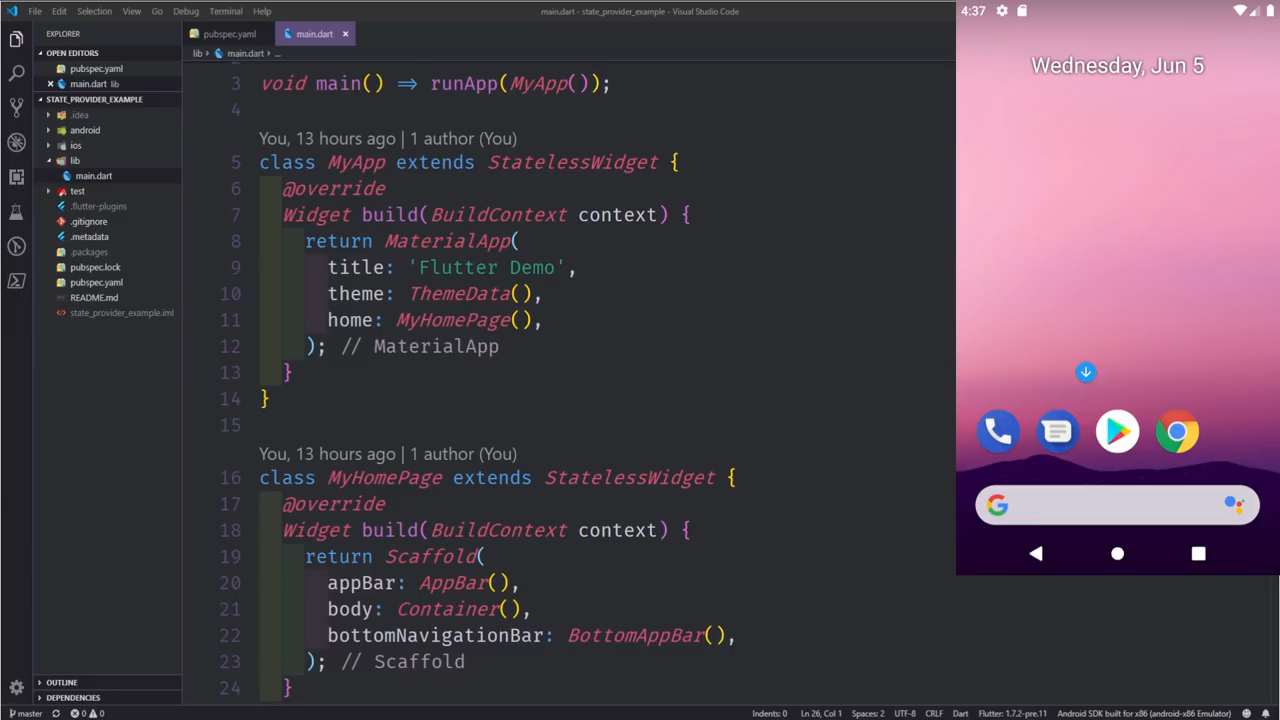 File Edit Selection View Go Debug Terminal Help
main.dart - state_provider_example - Visual Studio Code
EXPLORER
OPEN EDITORS
pubspec.yaml
main.dart lib
STATE_PROVIDER_EXAMPLE
.idea
android
ios
lib
main.dart
test
.flutter-plugins
.gitignore
.metadata
.packages
pubspec.lock
pubspec.yaml
README.md
state_provider_example.iml
OUTLINE
DEPENDENCIES
pubspec.yaml main.dart
lib main.dart ...
3 void main() => runApp(MyApp());
4
You, 13 hours ago | 1 author (You)
5 class MyApp extends StatelessWidget {
6 @override
7 Widget build(BuildContext context) {
8 return MaterialApp(
9 title: 'Flutter Demo',
10 theme: ThemeData(),
11 home: MyHomePage(),
12 ); // MaterialApp
13 }
14 }
15
You, 13 hours ago | 1 author (You)
16 class MyHomePage extends StatelessWidget {
17 @override
18 Widget build(BuildContext context) {
19 return Scaffold(
20 appBar: AppBar(),
21 body: Container(),
22 bottomNavigationBar: BottomAppBar(),
23 ); // Scaffold
24 }
4:37
Wednesday, Jun 5
master 0 0 Indents: 0 Ln 26, Col 1 Spaces: 2 UTF-8 CRLF Dart Flutter: 1.7.2-pre.11 Android SDK built for x86 (android-x86 Emulator)